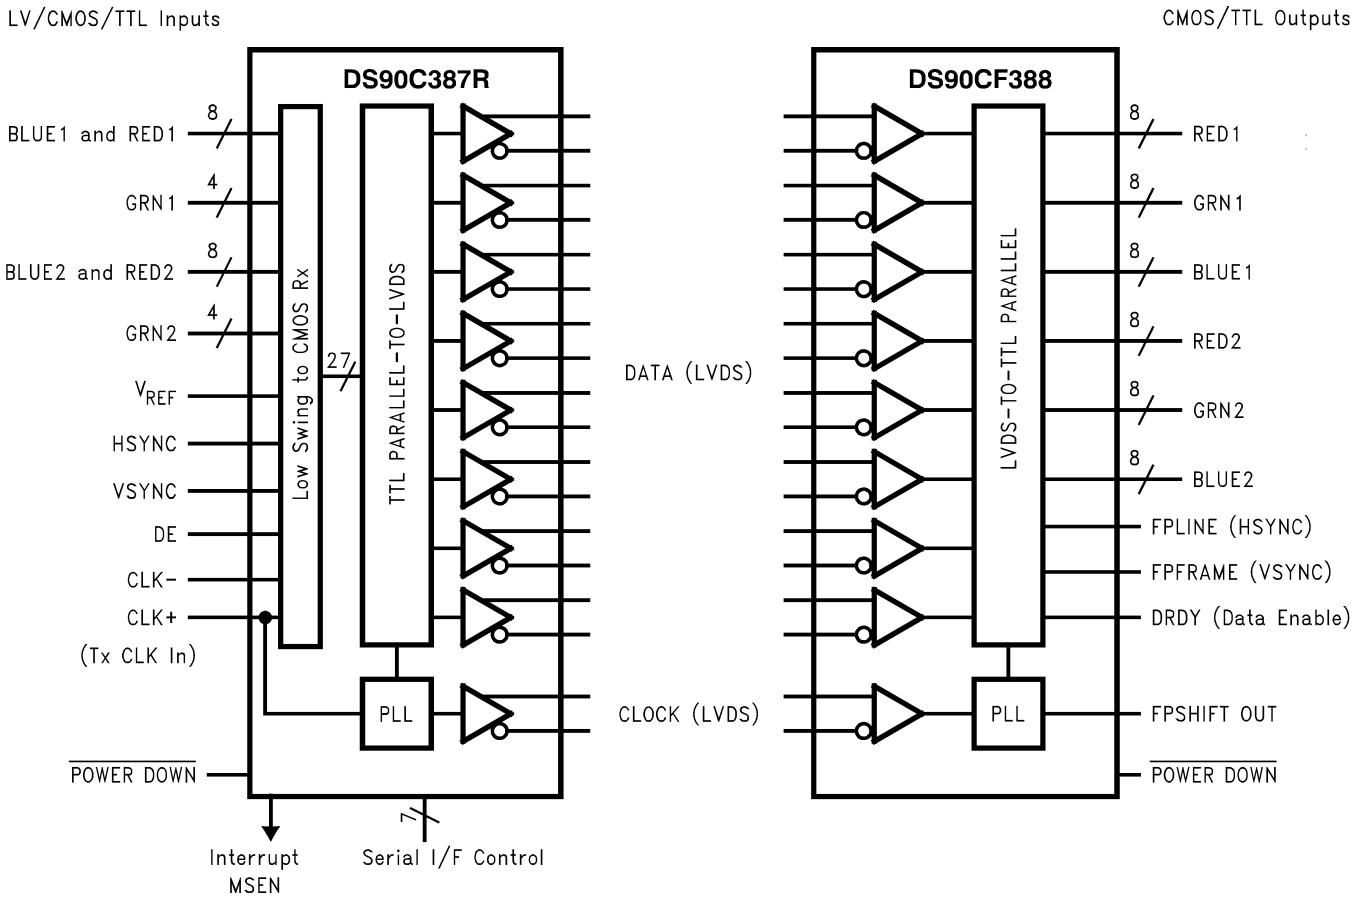 LV/CMOS/TTL Inputs
CMOS/TTL Outputs
DS90C387R
DS90CF388
8
BLUE1 and RED1
4
GRN1
8
BLUE2 and RED2
4
GRN2
VREF
HSYNC
VSYNC
DE
CLK-
CLK+
(Tx CLK In)
POWER DOWN
Low Swing to CMOS Rx
27
TTL PARALLEL-TO-LVDS
PLL
Interrupt
MSEN
7
Serial I/F Control
DATA (LVDS)
CLOCK (LVDS)
LVDS-TO-TTL PARALLEL
PLL
8
RED1
8
GRN1
8
BLUE1
8
RED2
8
GRN2
8
BLUE2
FPLINE (HSYNC)
FPFRAME (VSYNC)
DRDY (Data Enable)
FPSHIFT OUT
POWER DOWN